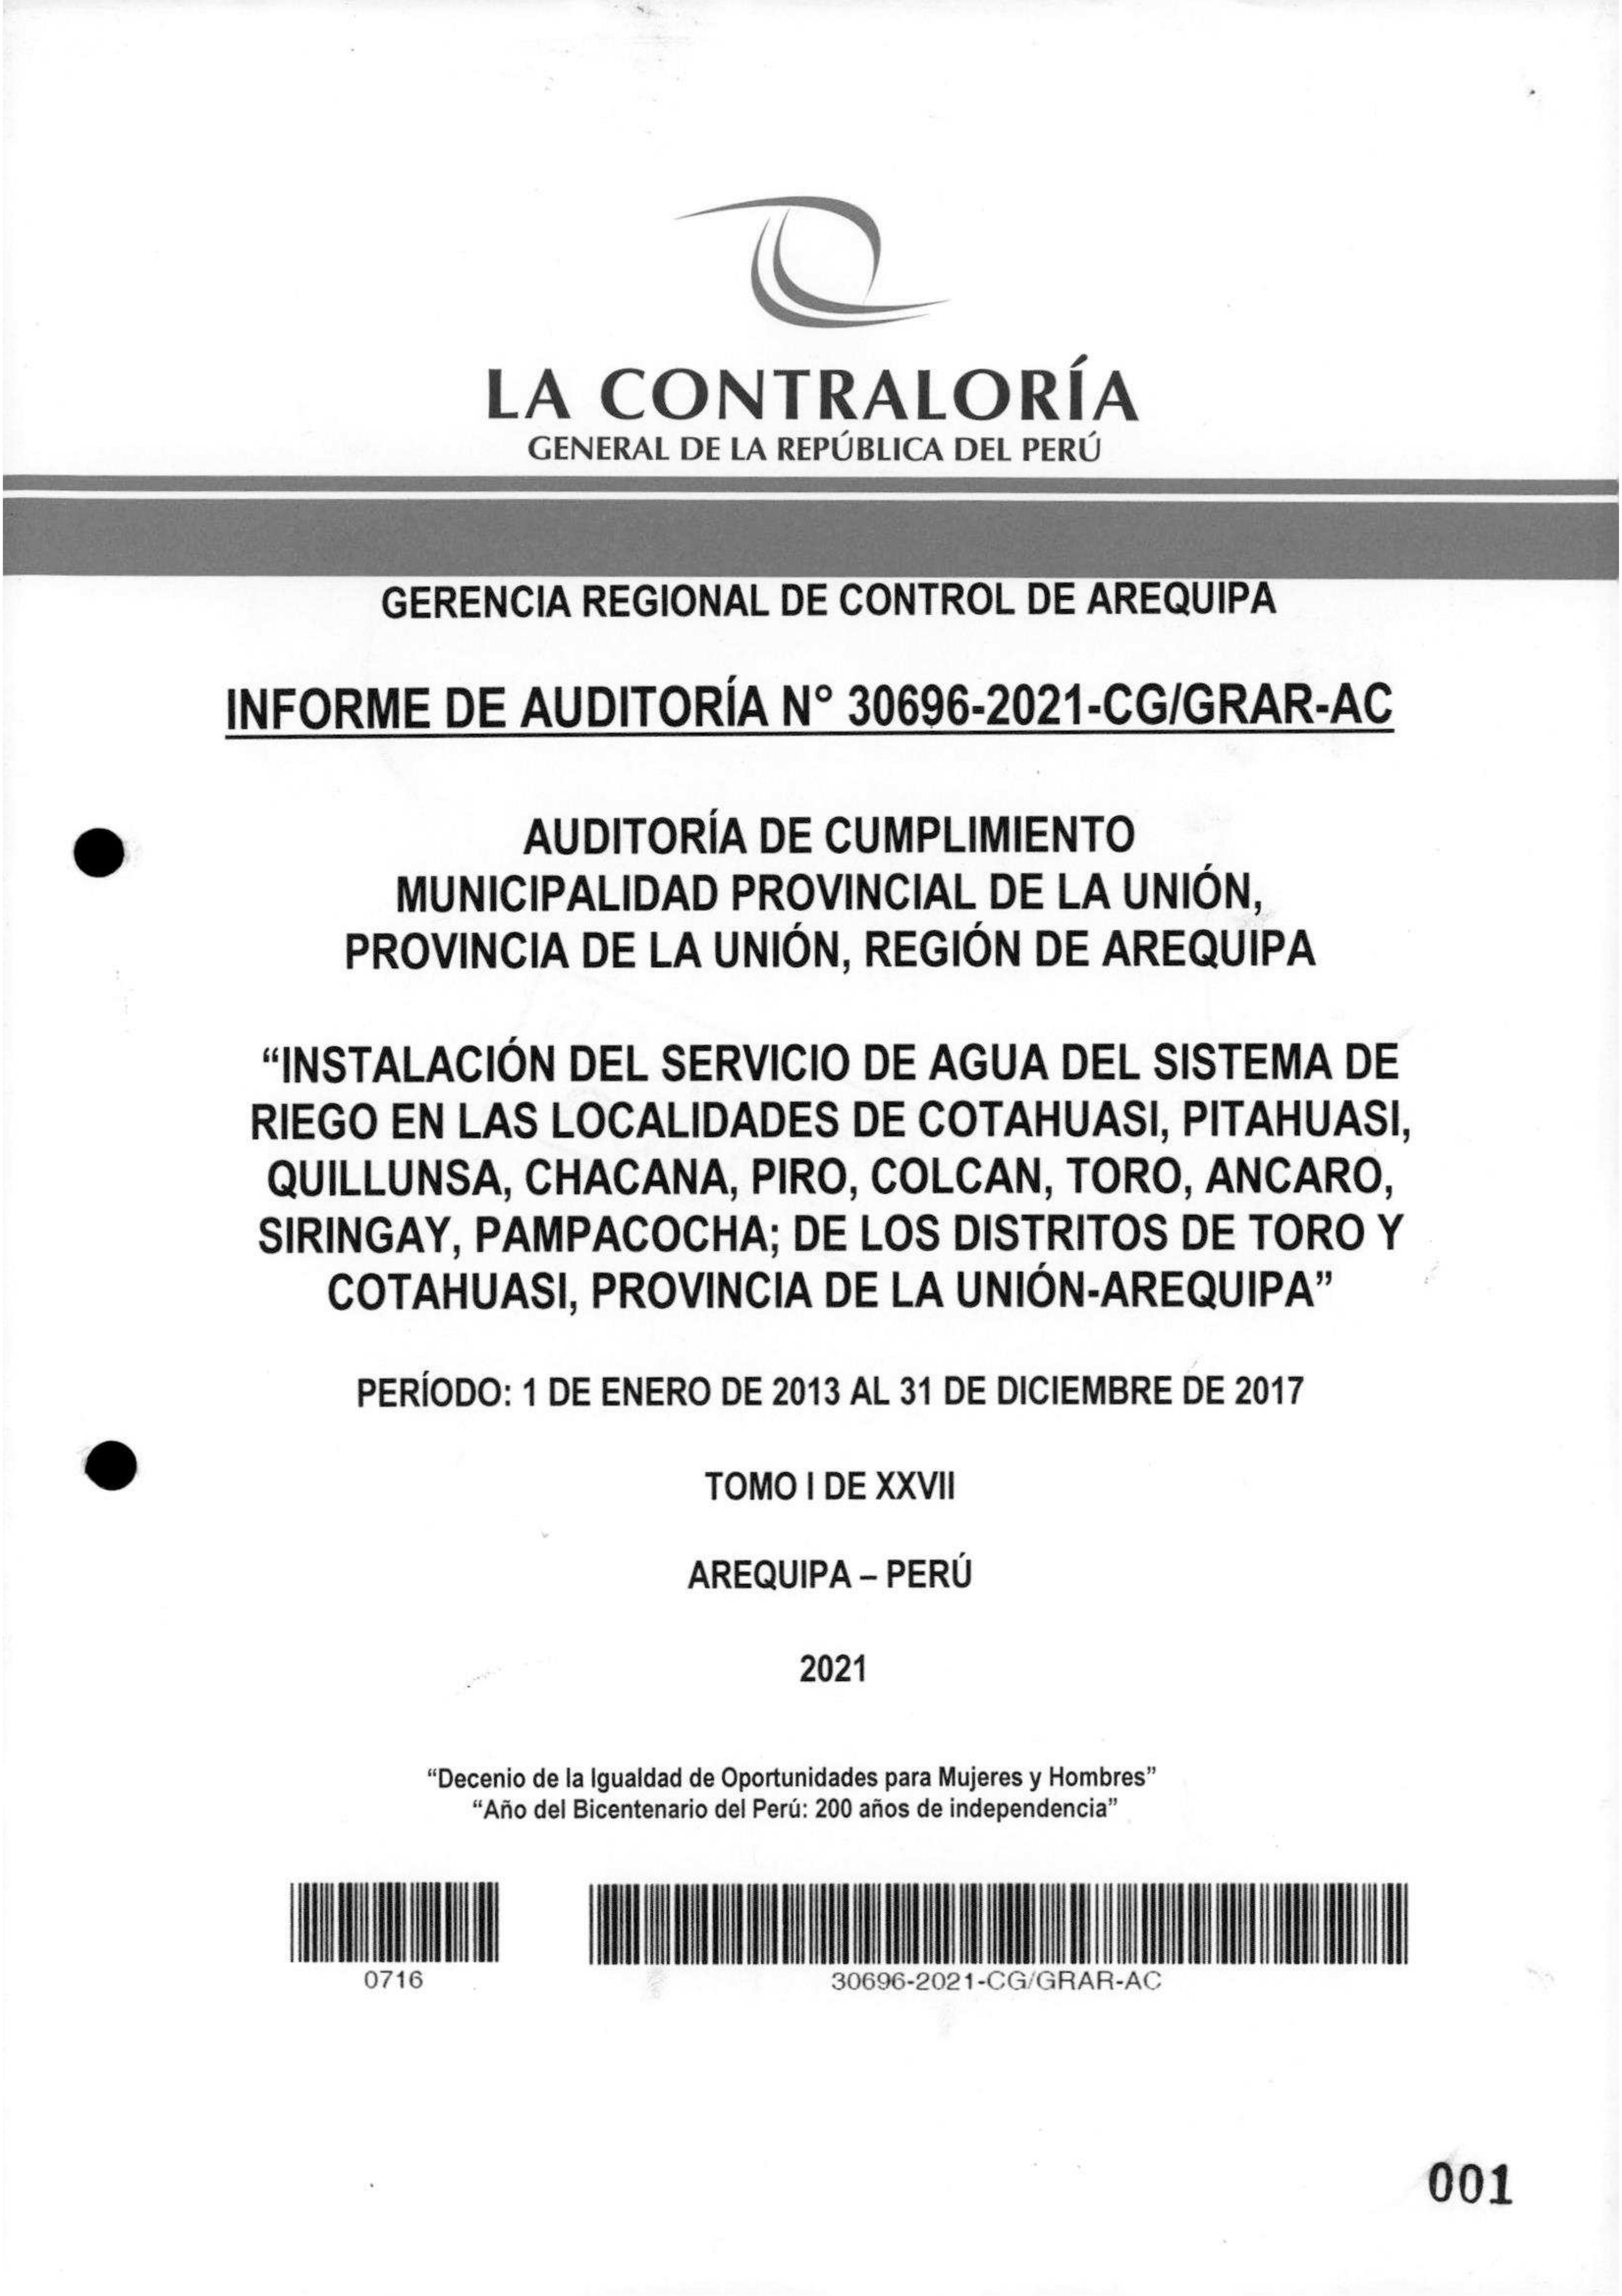 LA CONTRALORÍA
GENERAL DE LA REPÚBLICA DEL PERÚ
GERENCIA REGIONAL DE CONTROL DE AREQUIPA
INFORME DE AUDITORÍA N° 30696-2021-CG/GRAR-AC
AUDITORÍA DE CUMPLIMIENTO
MUNICIPALIDAD PROVINCIAL DE LA UNIÓN,
PROVINCIA DE LA UNIÓN, REGIÓN DE AREQUIPA
“INSTALACIÓN DEL SERVICIO DE AGUA DEL SISTEMA DE
RIEGO EN LAS LOCALIDADES DE COTAHUASI, PITAHUASI,
QUILLUNSA, CHACANA, PIRO, COLCAN, TORO, ANCARO,
SIRINGAY, PAMPACOCHA; DE LOS DISTRITOS DE TORO Y
COTAHUASI, PROVINCIA DE LA UNIÓN-AREQUIPA”
PERÍODO: 1 DE ENERO DE 2013 AL 31 DE DICIEMBRE DE 2017
TOMO I DE XXVII
AREQUIPA – PERÚ
2021
“Decenio de la Igualdad de Oportunidades para Mujeres y Hombres”
“Año del Bicentenario del Perú: 200 años de independencia”
0716
30696-2021-CG/GRAR-AC
001